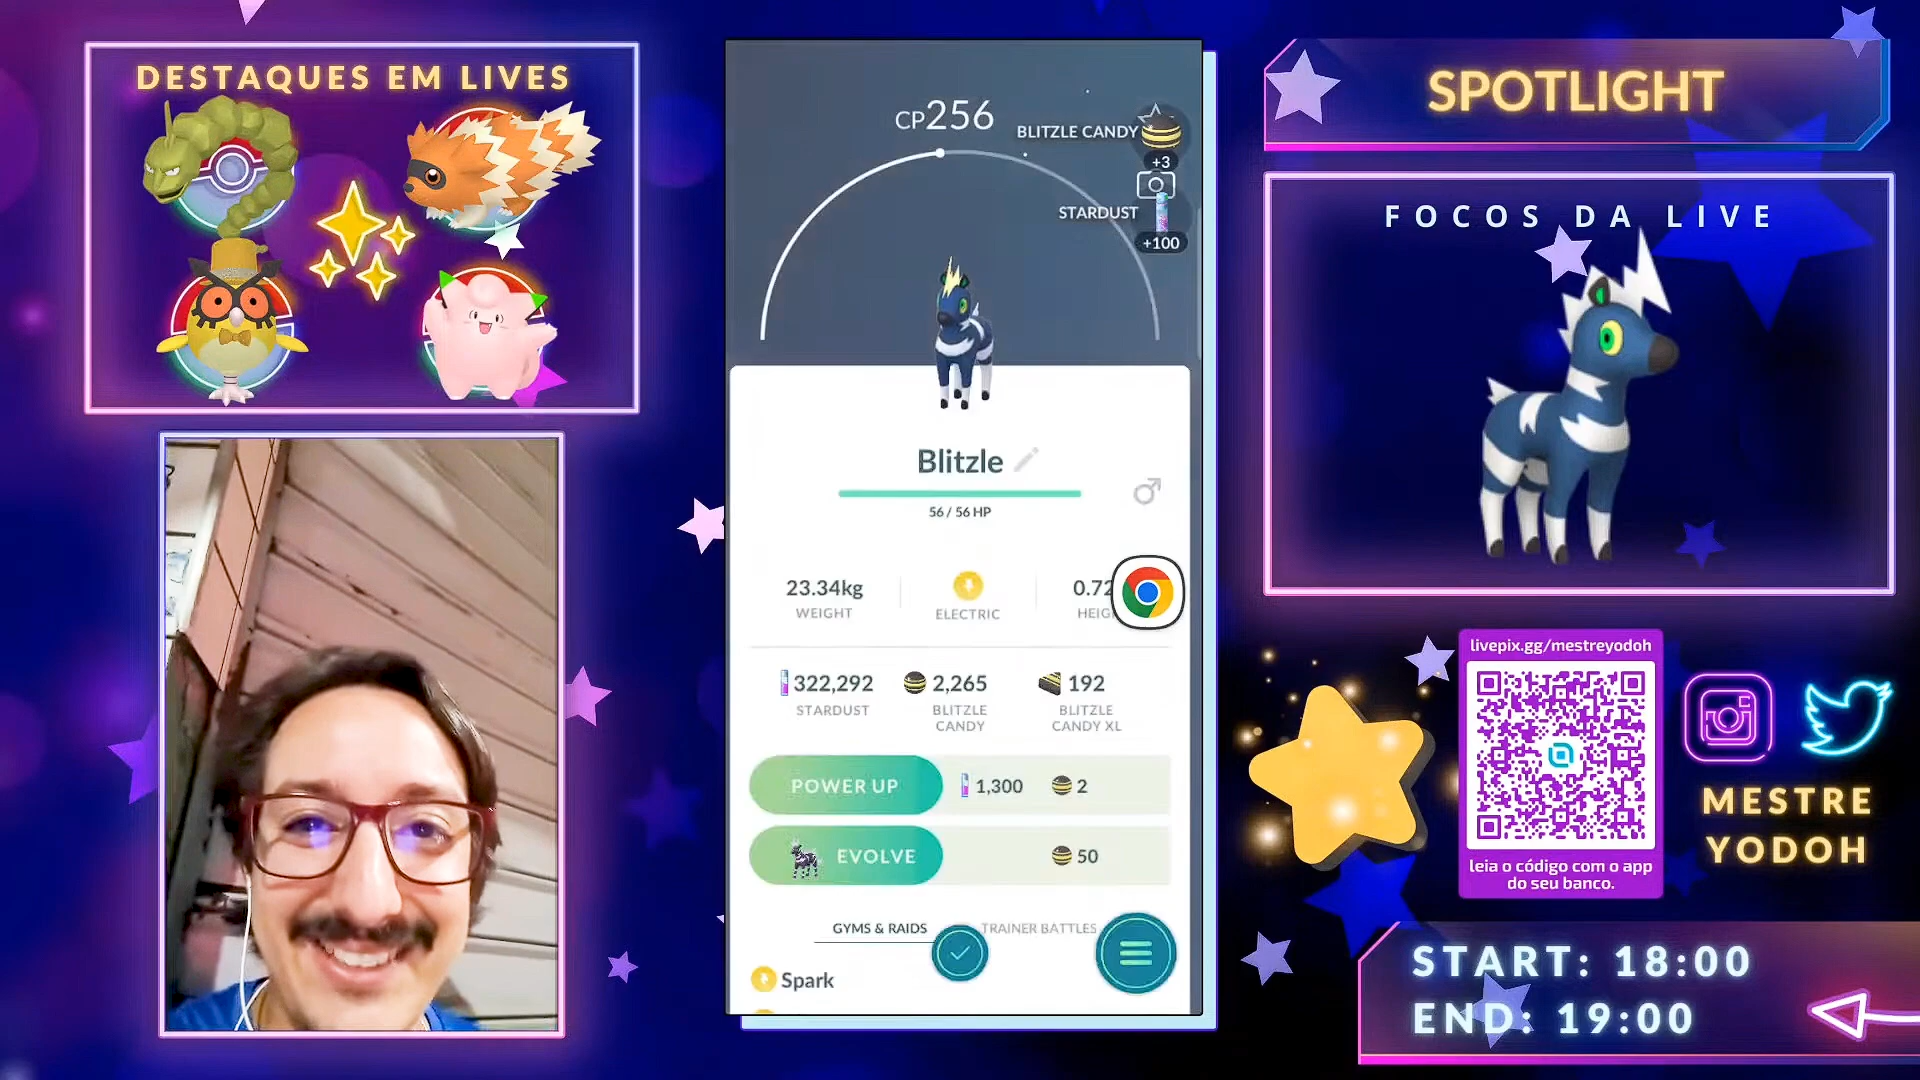 DESTAQUES EM LIVES
CP256
BLITZLE CANDY
+3
STARDUST
+100
Blitzle
56 / 56 HP
23.34kg
WEIGHT
ELECTRIC
0.72
HEIG
322,292
STARDUST
2,265
BLITZLE
CANDY
192
BLITZLE
CANDY XL
POWER UP
1,300
2
EVOLVE
50
GYMS & RAIDS
TRAINER BATTLES
Spark
SPOTLIGHT
FOCOS DA LIVE
livepix.gg/mestreyodoh
leia o código com o app
do seu banco.
MESTRE
YODOH
START: 18:00
END: 19:00